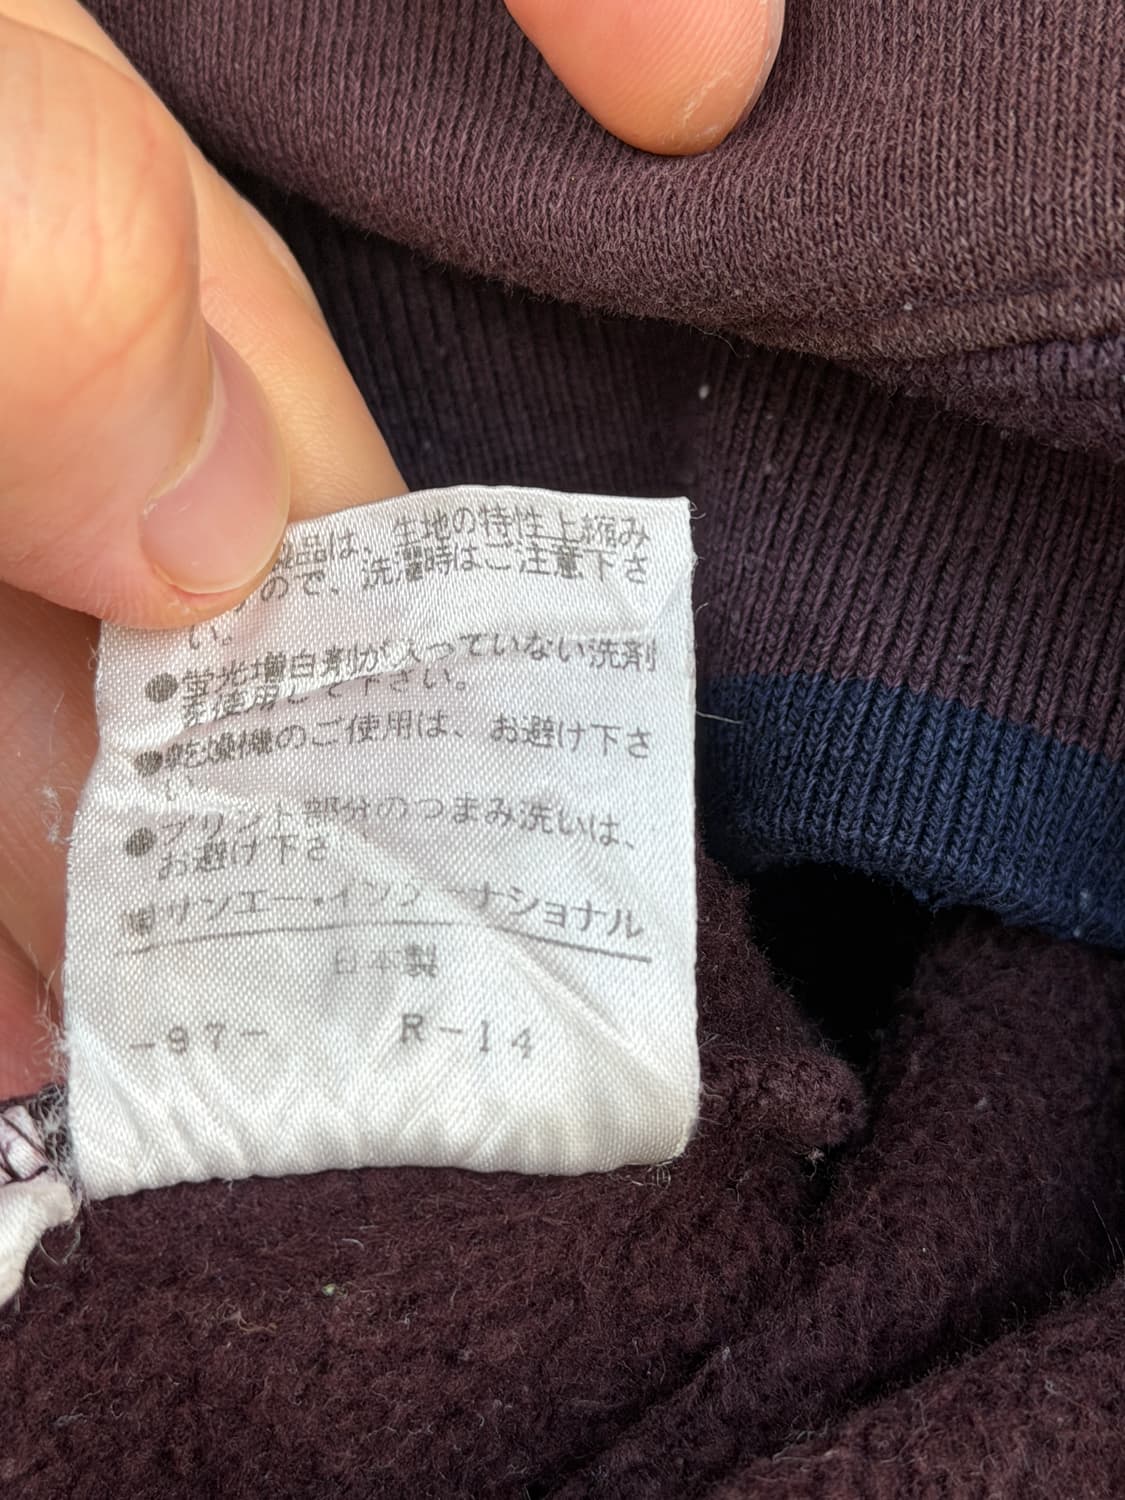 品は、生地の特性上縮み
ので、洗濯時はご注意下さ
い。
●蛍光増白剤が入っていない洗剤
を使用して下さい。
●乾燥機のご使用は、お避け下さ
い。
●プリント部分のつまみ洗いは、
お避け下さ
㈱サンエー・インターナショナル
日本製
-97- R-14